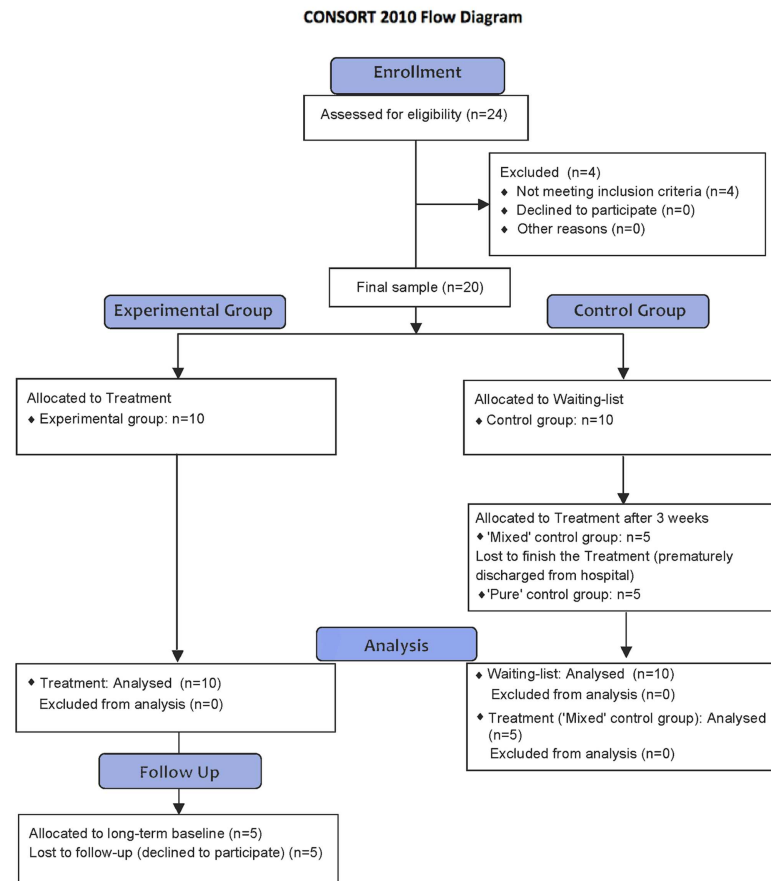 CONSORT 2010 Flow Diagram
Enrollment
Assessed for eligibility (n=24)
Excluded (n=4)
♦ Not meeting inclusion criteria (n=4)
♦ Declined to participate (n=0)
♦ Other reasons (n=0)
Final sample (n=20)
Experimental Group
Control Group
Allocated to Treatment
♦ Experimental group: n=10
Allocated to Waiting-list
♦ Control group: n=10
Allocated to Treatment after 3 weeks
♦ 'Mixed' control group: n=5
Lost to finish the Treatment (prematurely
discharged from hospital)
♦ 'Pure' control group: n=5
Analysis
♦ Treatment: Analysed (n=10)
Excluded from analysis (n=0)
♦ Waiting-list: Analysed (n=10)
Excluded from analysis (n=0)
♦ Treatment ('Mixed' control group): Analysed
(n=5)
Excluded from analysis (n=0)
Follow Up
Allocated to long-term baseline (n=5)
Lost to follow-up (declined to participate) (n=5)